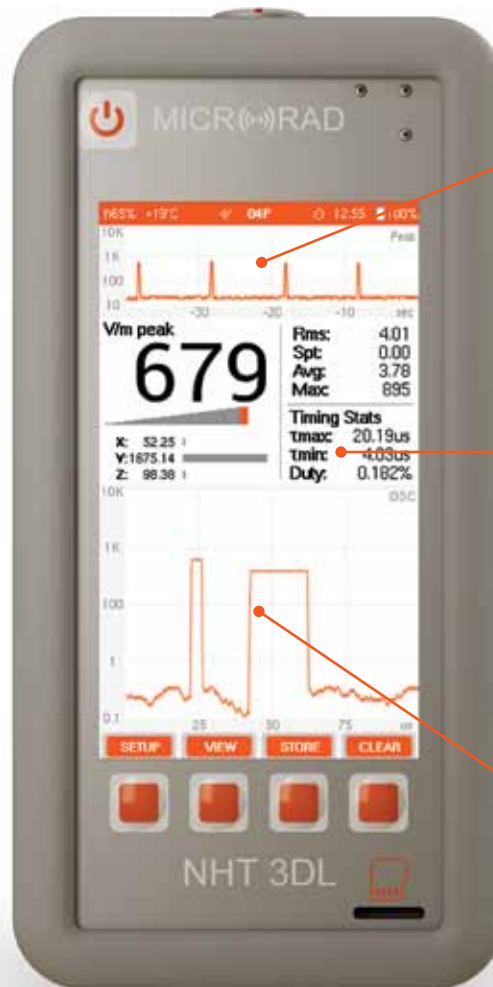 MICR((•))RAD
h65% +19°C 04F 12:55 100%
10K Peak
1K
100
10 -30 -20 -10 sec
V/m peak
679
Rms: 4.01
Spt: 0.00
Avg: 3.78
Max: 895
Timing Stats
τmax: 20.19us
τmin: 4.03us
Duty: 0.182%
X: 52.25
Y:1675.14
Z: 98.38
10K OSC
1K
100
1
0.1 25 50 75 us
SETUP VIEW STORE CLEAR
NHT 3DL